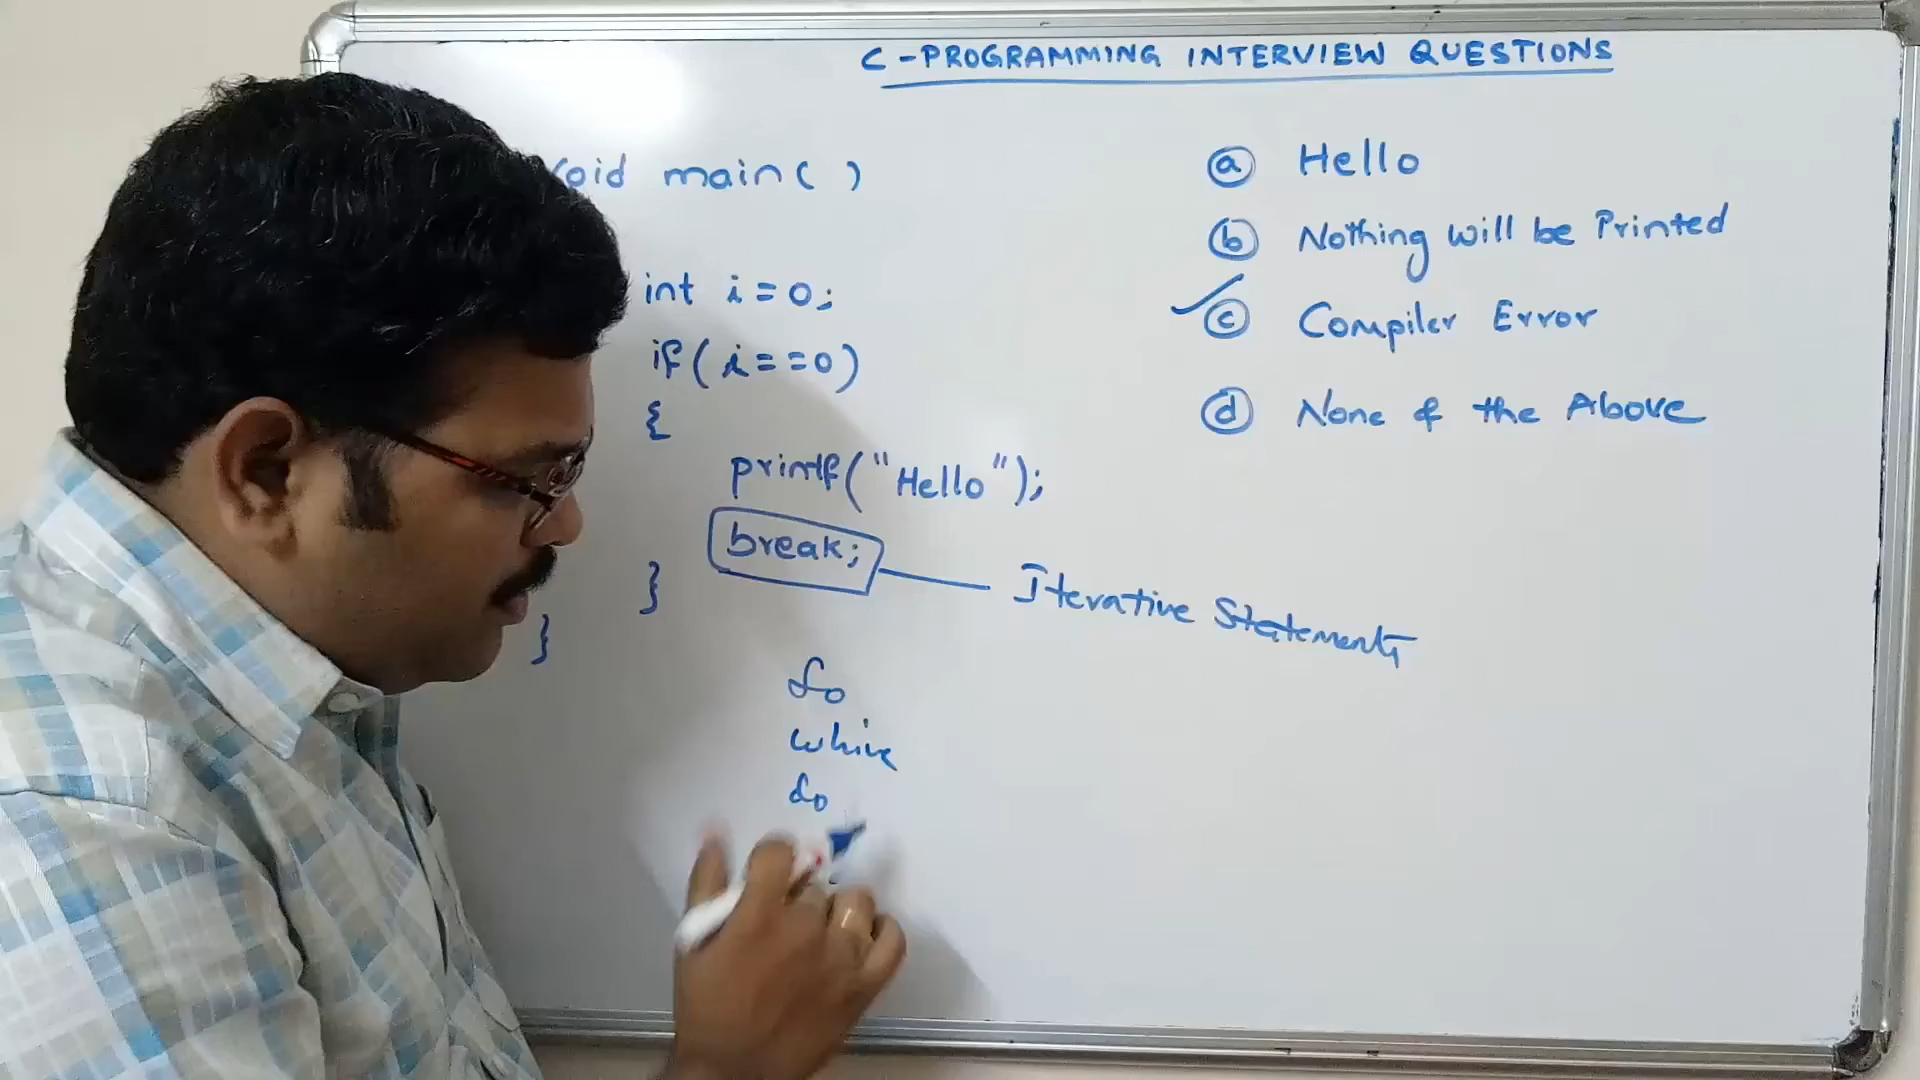 C - PROGRAMMING INTERVIEW QUESTIONS
void main( )
int i = 0;
if( i == 0)
{
printf("Hello");
break;
}
}
Iterative Statements
fo
while
do
a Hello
b Nothing will be Printed
c Compiler Error
d None of the Above